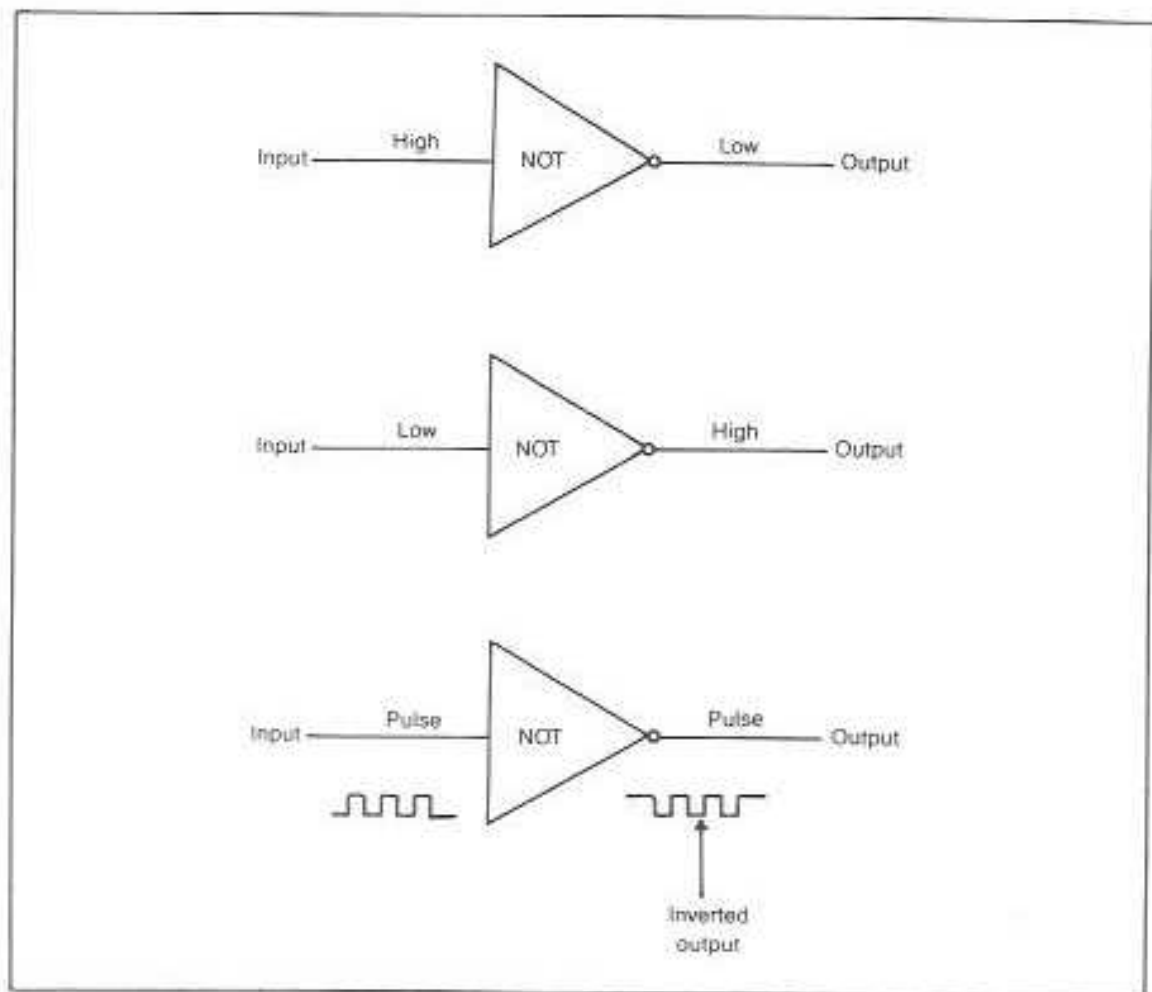 Input High NOT Low Output
Input Low NOT High Output
Input Pulse NOT Pulse Output
Inverted
output